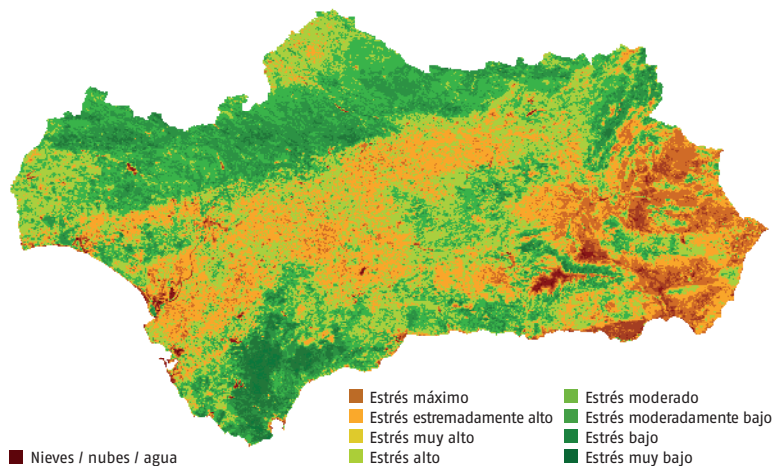 Estrés máximo
Estrés estremadamente alto
Estrés muy alto
Estrés alto
Estrés moderado
Estrés moderadamente bajo
Estrés bajo
Estrés muy bajo
Nieves / nubes / agua